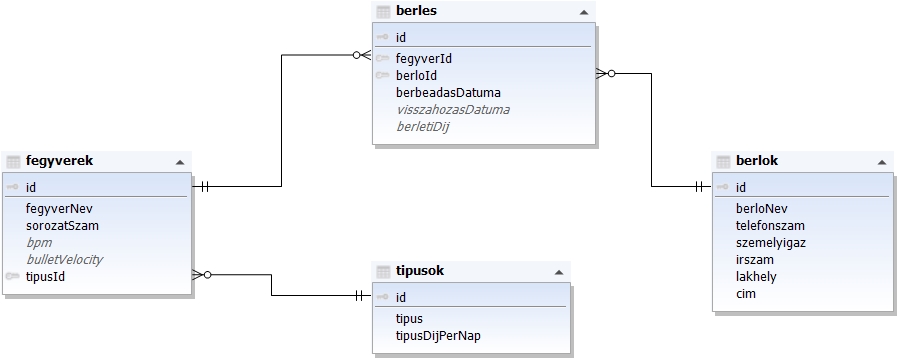 berles
id
fegyverId
berloId
berbeadasDatuma
visszahozasDatuma
berletiDij
fegyverek
id
fegyverNev
sorozatSzam
bpm
bulletVelocity
tipusId
berlok
id
berloNev
telefonszam
szemelyigaz
irszam
lakhely
cim
tipusok
id
tipus
tipusDijPerNap